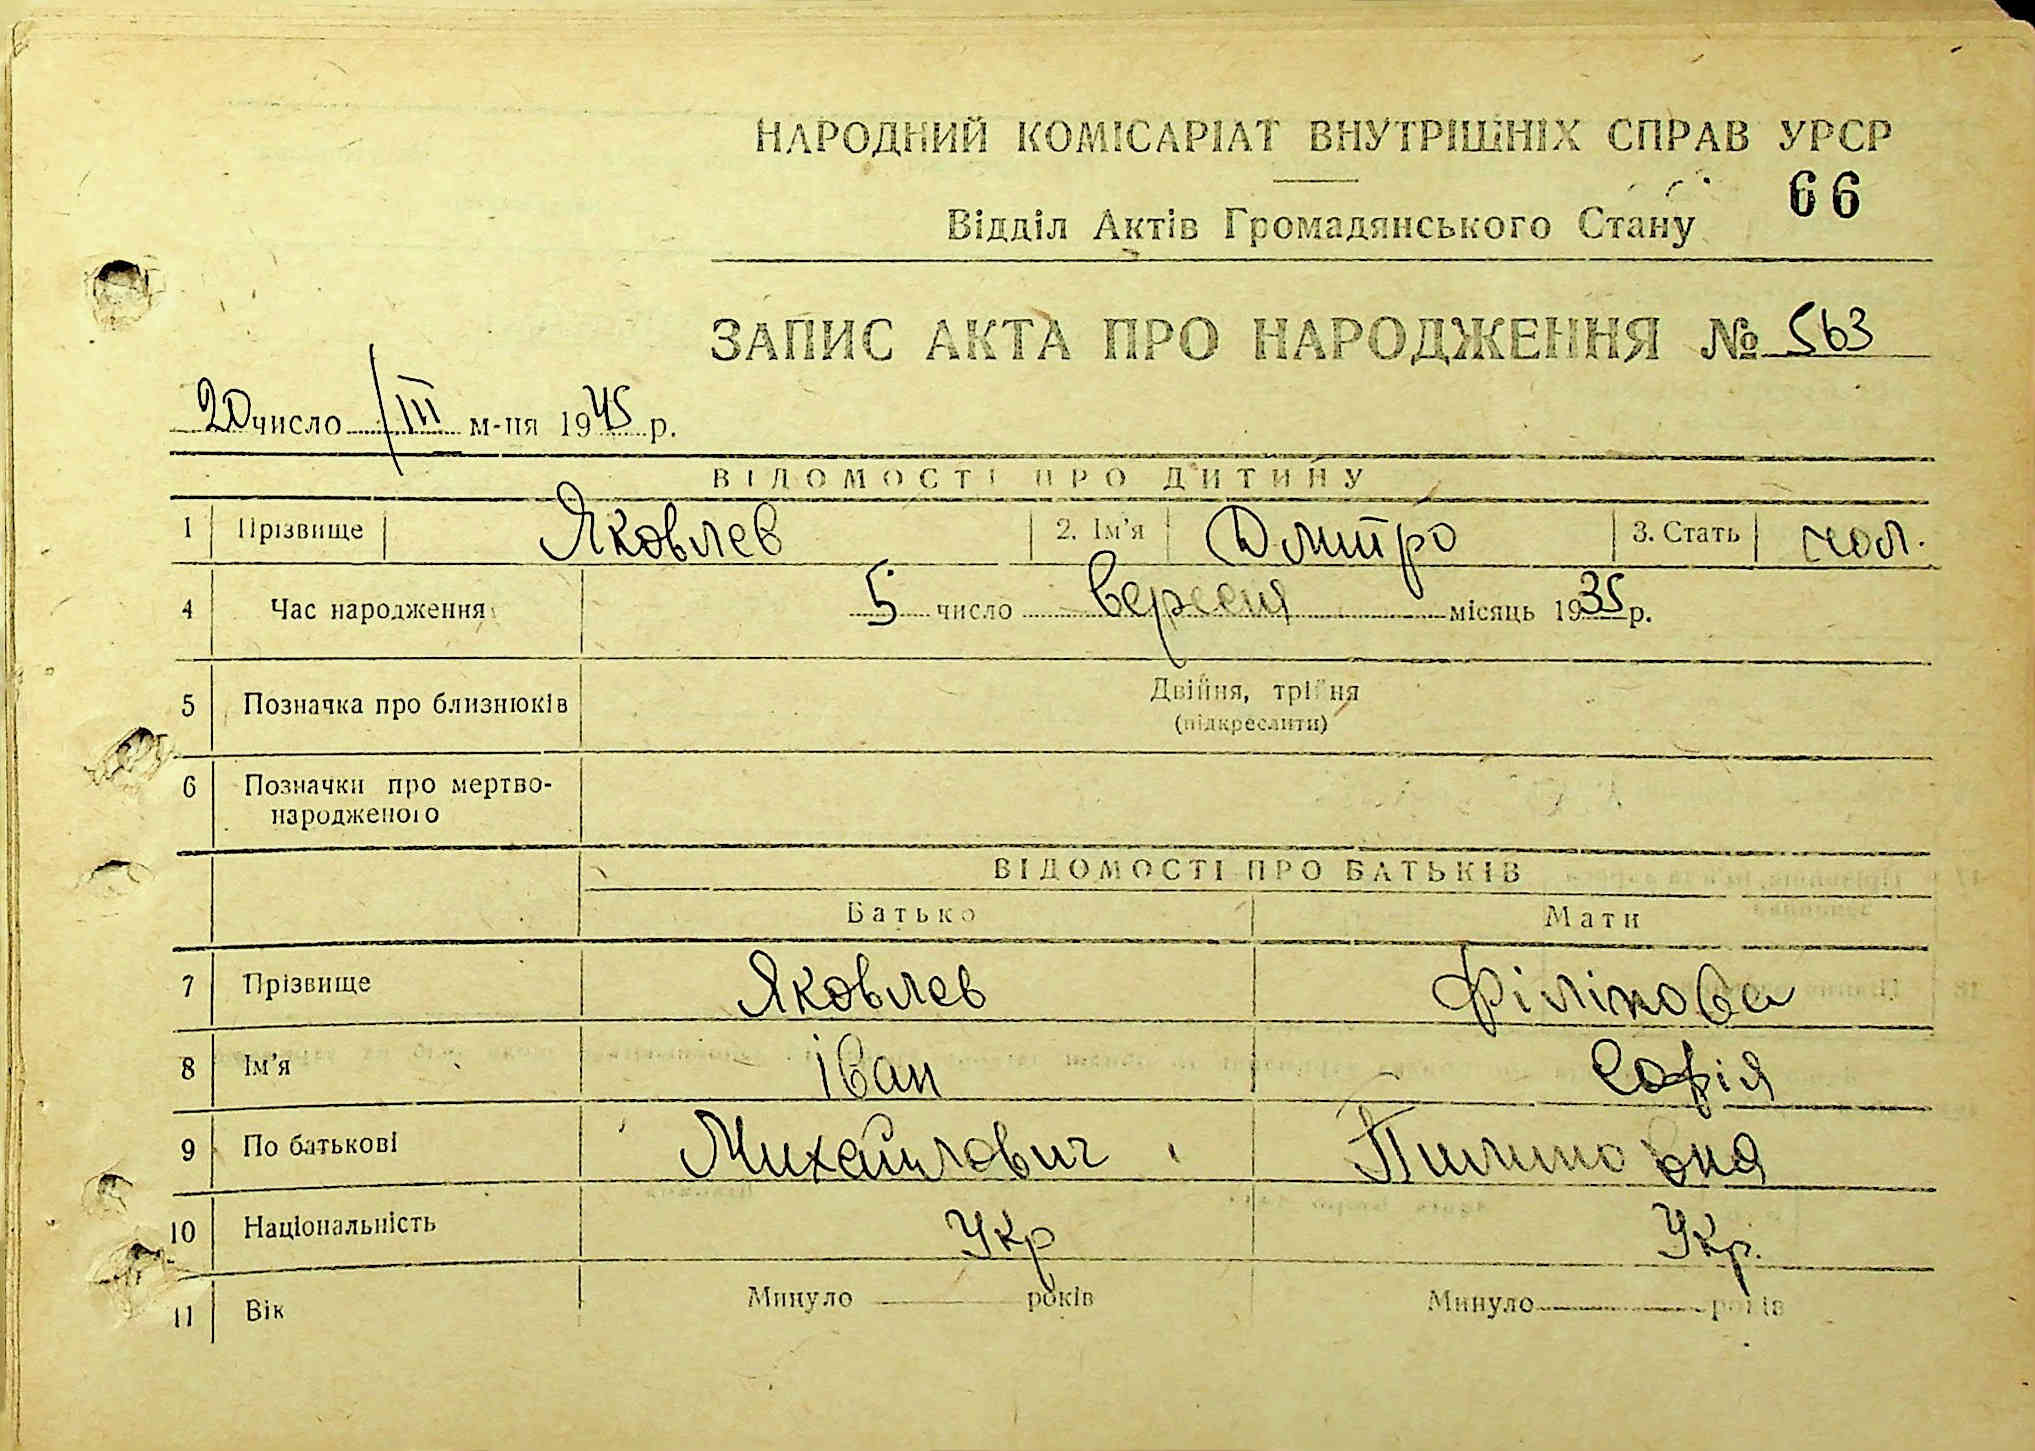 НАРОДНИЙ КОМІСАРІАТ ВНУТРІШНІХ СПРАВ УРСР
66
Відділ Актів Громадянського Стану
ЗАПИС АКТА ПРО НАРОДЖЕННЯ № 563
20 число III м-ця 1945 р.
ВІДОМОСТІ ПРО ДИТИНУ
1 Прізвище Яковлев 2. Ім'я Дмитро 3. Стать чол.
4 Час народження 5 число вересня місяць 1935 р.
5 Позначка про близнюків Двійня, трійня
(підкреслити)
6 Позначки про мертво-
народженого
ВІДОМОСТІ ПРО БАТЬКІВ
Батько Мати
7 Прізвище Яковлев Філікова
8 Ім'я Іван Софія
9 По батькові Михайлович Пилиповна
10 Національність Укр Укр.
11 Вік Минуло років Минуло років